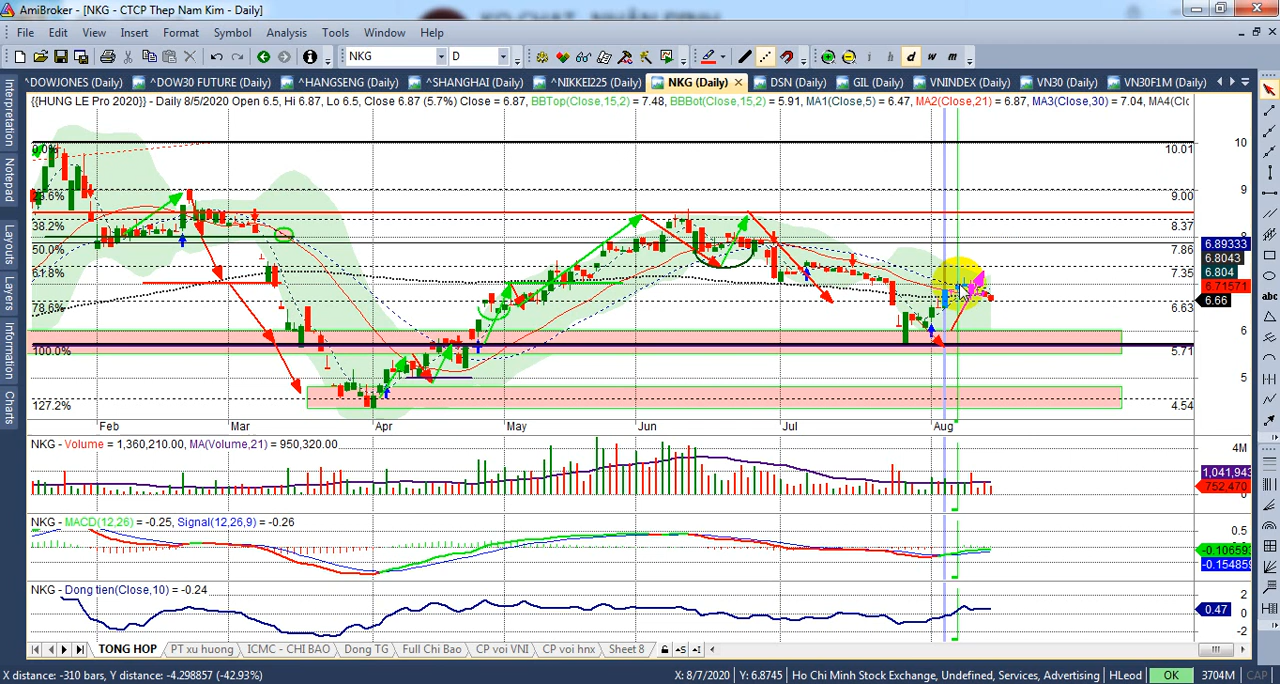 AmiBroker - [NKG - CTCP Thep Nam Kim - Daily]
File Edit View Insert Format Symbol Analysis Tools Window Help
NKG D d w m
^DOWJONES (Daily) ^DOW30 FUTURE (Daily) ^HANGSENG (Daily) ^SHANGHAI (Daily) ^NIKKEI225 (Daily) NKG (Daily) DSN (Daily) GIL (Daily) VNINDEX (Daily) VN30 (Daily) VN30F1M (Daily)
{{HUNG LE Pro 2020}} - Daily 8/5/2020 Open 6.5, Hi 6.87, Lo 6.5, Close 6.87 (5.7%) Close = 6.87, BBTop(Close,15,2) = 7.48, BBBot(Close,15,2) = 5.91, MA1(Close,5) = 6.47, MA2(Close,21) = 6.87, MA3(Close,30) = 7.04, MA4(Clo
Interpretation
Notepad
Layouts
Layers
Information
Charts
0.0%
38.2%
50.0%
61.8%
78.6%
100.0%
127.2%
10.01
9.00
8.37
7.86
7.35
6.63
5.71
4.54
10
9
6.89333
6.8043
6.804
6.71571
6.66
6
5
abc
Feb Mar Apr May Jun Jul Aug
NKG - Volume = 1,360,210.00, MA(Volume,21) = 950,320.00
4M
1,041,943
752,470
NKG - MACD(12,26) = -0.25, Signal(12,26,9) = -0.26
0.5
-0.106593
-0.154859
NKG - Dong tien(Close,10) = -0.24
2
0.47
0
-2
TONG HOP PT xu huong ICMC - CHI BAO Dong TG Full Chi Bao CP voi VNI CP voi hnx Sheet 8
X distance: -310 bars, Y distance: -4.298857 (-42.93%) X: 8/7/2020 Y: 6.8745 Ho Chi Minh Stock Exchange, Undefined, Services, Advertising HLeod OK 3704M CAP